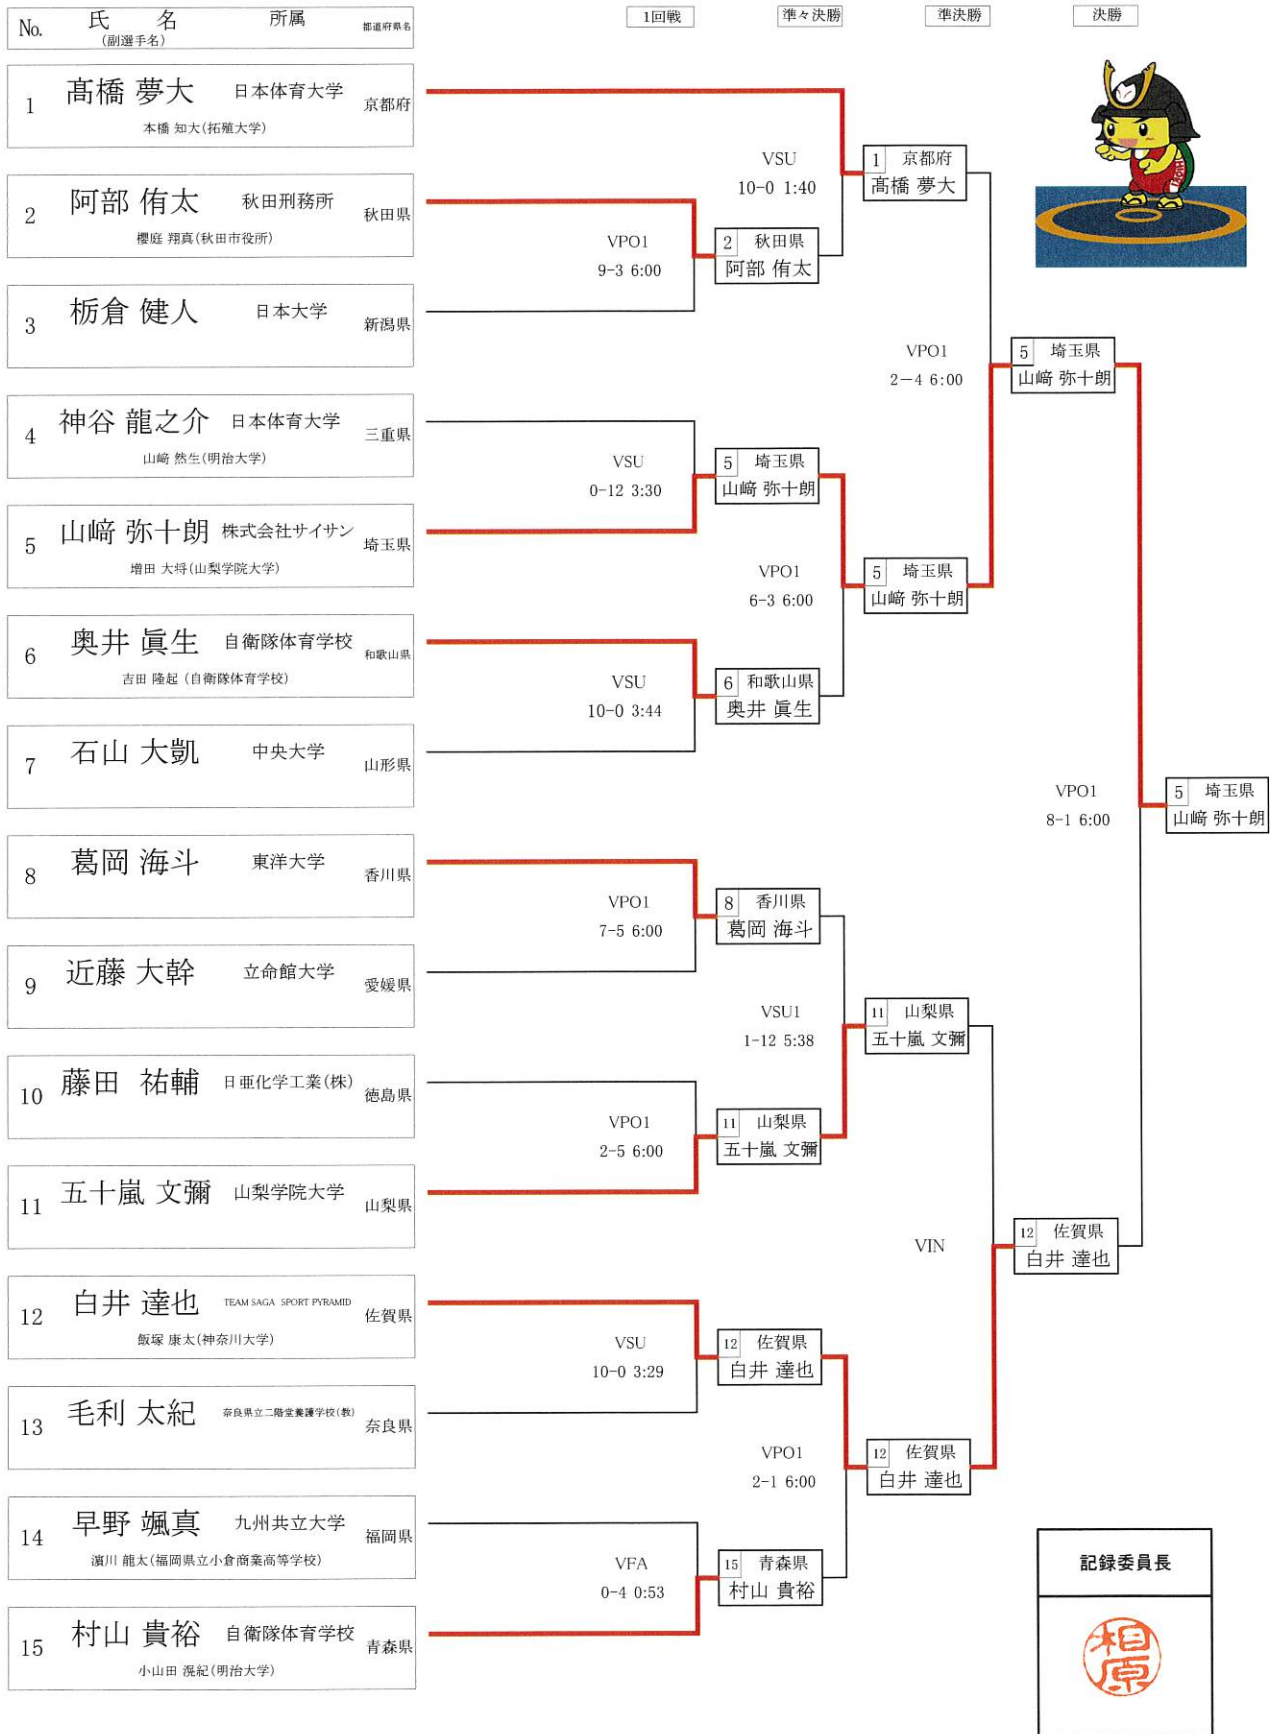 No. 氏 名 所属 都道府県名
(副選手名)
1回戦 準々決勝 準決勝 決勝
1 髙橋 夢大 日本体育大学 京都府
本橋 知大(拓殖大学)
2 阿部 侑太 秋田刑務所 秋田県
櫻庭 翔真(秋田市役所)
3 栃倉 健人 日本大学 新潟県
4 神谷 龍之介 日本体育大学 三重県
山﨑 然生(明治大学)
5 山﨑 弥十朗 株式会社サイサン 埼玉県
増田 大将(山梨学院大学)
6 奥井 眞生 自衛隊体育学校 和歌山県
吉田 隆起 (自衛隊体育学校)
7 石山 大凱 中央大学 山形県
8 葛岡 海斗 東洋大学 香川県
9 近藤 大幹 立命館大学 愛媛県
10 藤田 祐輔 日亜化学工業(株) 徳島県
11 五十嵐 文彌 山梨学院大学 山梨県
12 白井 達也 TEAM SAGA SPORT PYRAMID 佐賀県
飯塚 康太(神奈川大学)
13 毛利 太紀 奈良県立二階堂養護学校(教) 奈良県
14 早野 颯真 九州共立大学 福岡県
濵川 龍太(福岡県立小倉商業高等学校)
15 村山 貴裕 自衛隊体育学校 青森県
小山田 滉紀(明治大学)
VPO1
9-3 6:00
2 秋田県
阿部 侑太
VSU
0-12 3:30
5 埼玉県
山﨑 弥十朗
VSU
10-0 3:44
6 和歌山県
奥井 眞生
VPO1
7-5 6:00
8 香川県
葛岡 海斗
VPO1
2-5 6:00
11 山梨県
五十嵐 文彌
VSU
10-0 3:29
12 佐賀県
白井 達也
VFA
0-4 0:53
15 青森県
村山 貴裕
VSU
10-0 1:40
1 京都府
髙橋 夢大
VPO1
6-3 6:00
5 埼玉県
山﨑 弥十朗
VSU1
1-12 5:38
11 山梨県
五十嵐 文彌
VPO1
2-1 6:00
12 佐賀県
白井 達也
VPO1
2−4 6:00
5 埼玉県
山﨑 弥十朗
VIN
12 佐賀県
白井 達也
VPO1
8-1 6:00
5 埼玉県
山﨑 弥十朗
記録委員長
相原